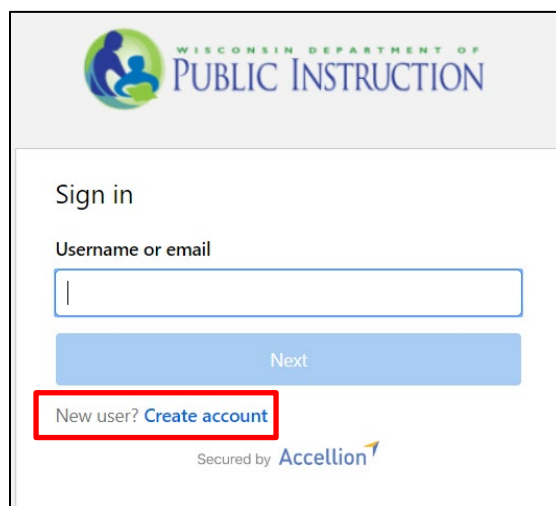 WISCONSIN DEPARTMENT OF
PUBLIC INSTRUCTION
Sign in
Username or email
Next
New user? Create account
Secured by Accellion